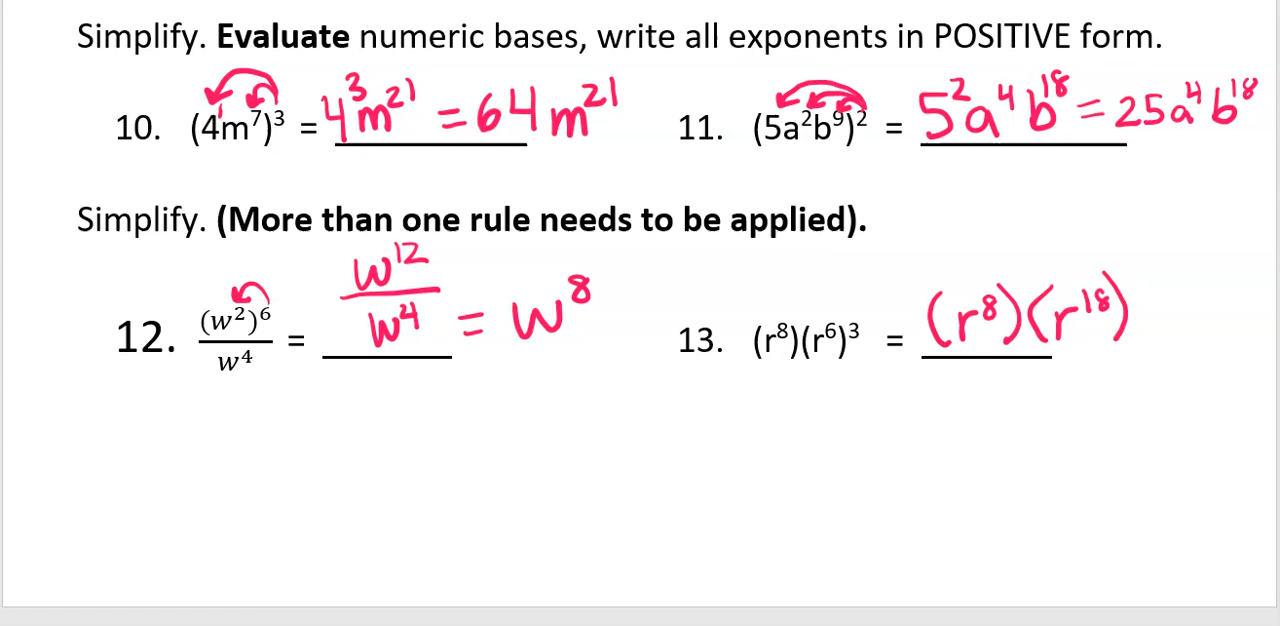 Simplify. Evaluate numeric bases, write all exponents in POSITIVE form.
10. (4¹m⁷)³ = 4³m²¹ = 64m²¹ 11. (5a²b⁹)² = 5²a⁴b¹⁸ = 25a⁴b¹⁸
Simplify. (More than one rule needs to be applied).
12. (w²)⁶/w⁴ = w¹²/w⁴ = w⁸ 13. (r⁸)(r⁶)³ = (r⁸)(r¹⁸)